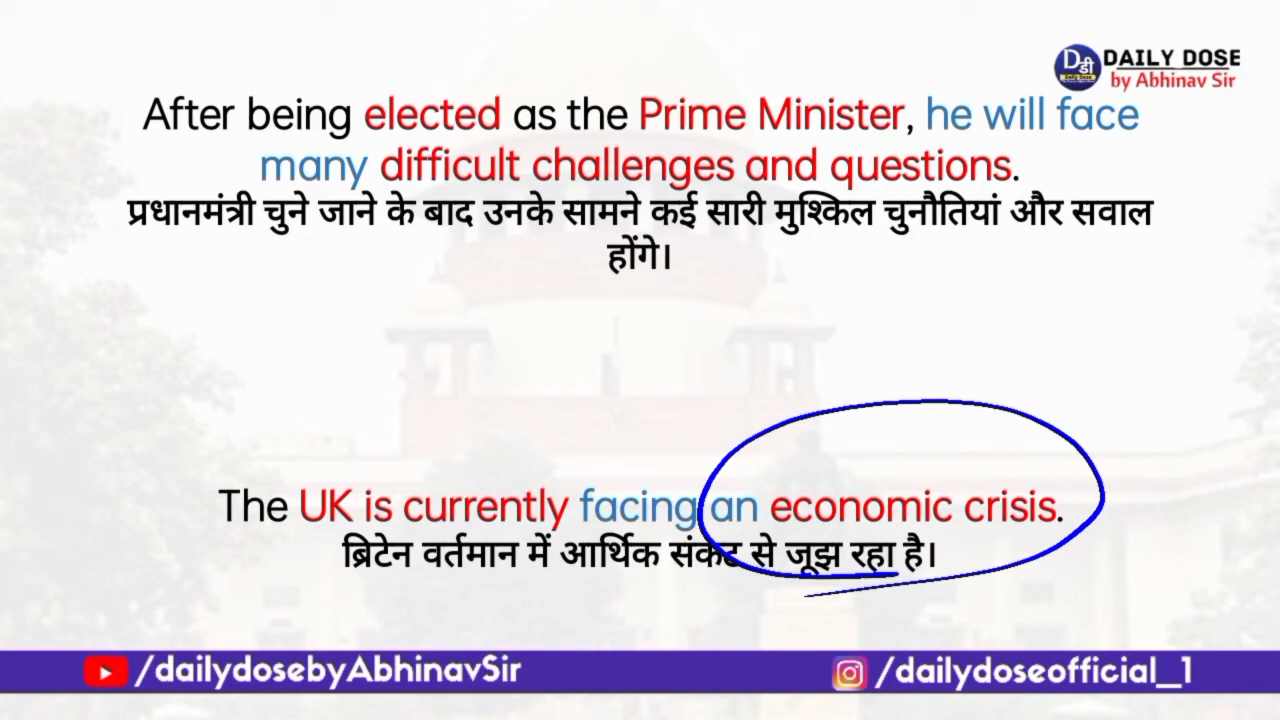 DAILY DOSE
by Abhinav Sir
After being elected as the Prime Minister, he will face
many difficult challenges and questions.
प्रधानमंत्री चुने जाने के बाद उनके सामने कई सारी मुश्किल चुनौतियां और सवाल
होंगे।
The UK is currently facing an economic crisis.
ब्रिटेन वर्तमान में आर्थिक संकट से जूझ रहा है।
/dailydosebyAbhinavSir
/dailydoseofficial_1